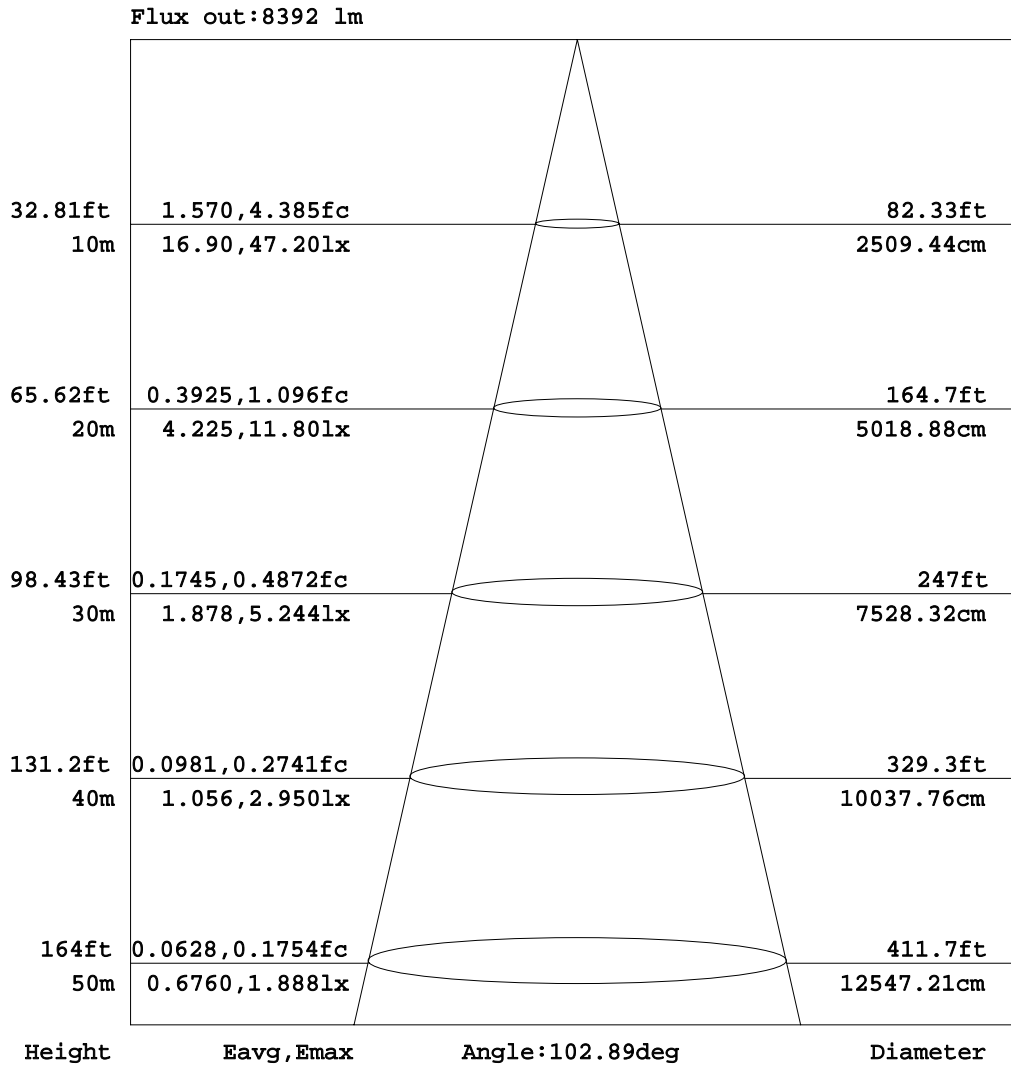 Flux out:8392 lm
32.81ft 1.570,4.385fc 82.33ft
10m 16.90,47.20lx 2509.44cm
65.62ft 0.3925,1.096fc 164.7ft
20m 4.225,11.80lx 5018.88cm
98.43ft 0.1745,0.4872fc 247ft
30m 1.878,5.244lx 7528.32cm
131.2ft 0.0981,0.2741fc 329.3ft
40m 1.056,2.950lx 10037.76cm
164ft 0.0628,0.1754fc 411.7ft
50m 0.6760,1.888lx 12547.21cm
Height Eavg,Emax Angle:102.89deg Diameter